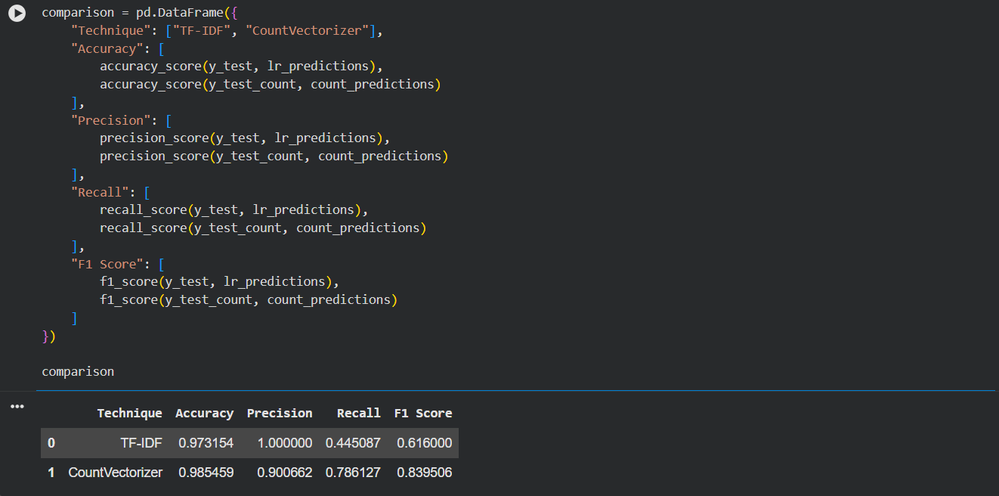 comparison = pd.DataFrame({
    "Technique": ["TF-IDF", "CountVectorizer"],
    "Accuracy": [
        accuracy_score(y_test, lr_predictions),
        accuracy_score(y_test_count, count_predictions)
    ],
    "Precision": [
        precision_score(y_test, lr_predictions),
        precision_score(y_test_count, count_predictions)
    ],
    "Recall": [
        recall_score(y_test, lr_predictions),
        recall_score(y_test_count, count_predictions)
    ],
    "F1 Score": [
        f1_score(y_test, lr_predictions),
        f1_score(y_test_count, count_predictions)
    ]
})

comparison
Technique Accuracy Precision Recall F1 Score
0 TF-IDF 0.973154 1.000000 0.445087 0.616000
1 CountVectorizer 0.985459 0.900662 0.786127 0.839506